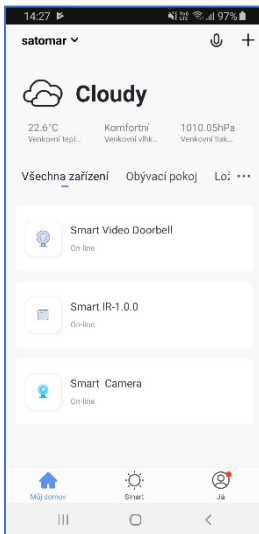 14:27
97%
satomar
Cloudy
22.6°C Komfortní 1010.05hPa
Venkovní tepl... Venkovní vlhk... Venkovní tlak...
Všechna zařízení Obývací pokoj Lož
Smart Video Doorbell
On-line
Smart IR-1.0.0
On-line
Smart Camera
On-line
Můj domov Smart Já